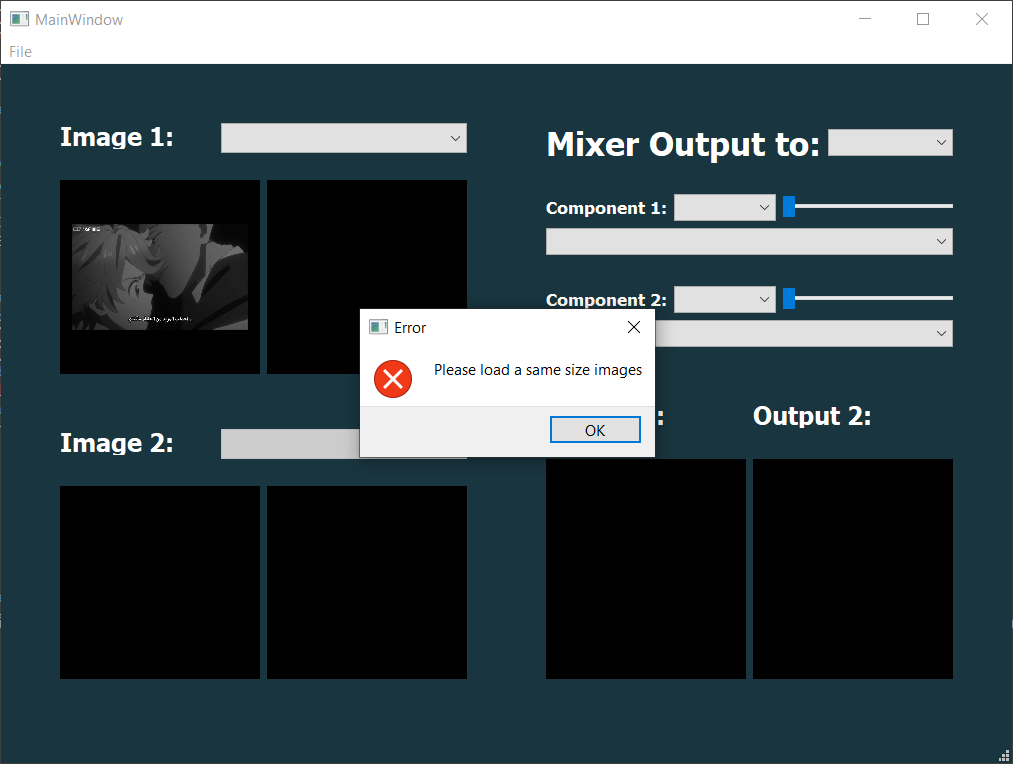 MainWindow
File
Image 1:
Mixer Output to:
Component 1:
Component 2:
Error
Please load a same size images
OK
:
Output 2:
Image 2: